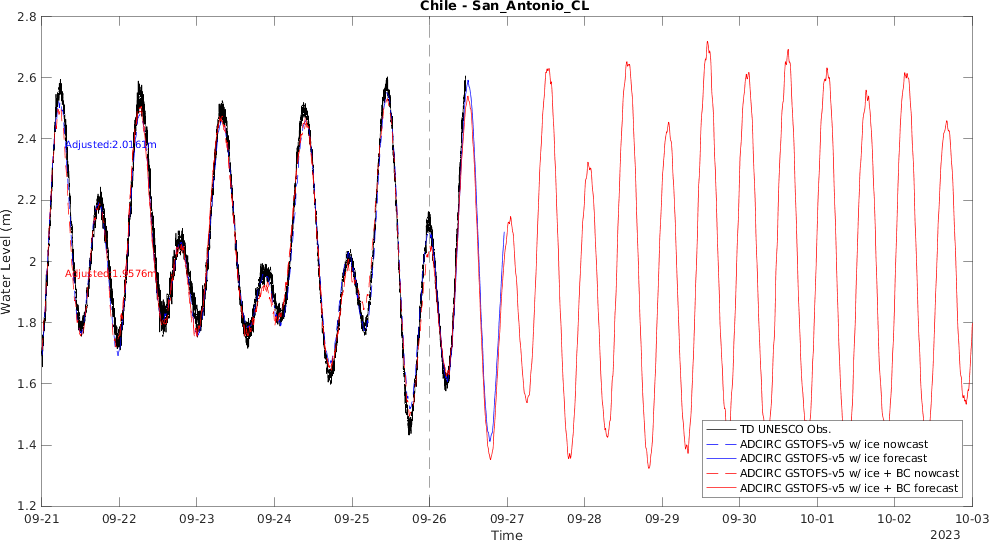 Chile - San_Antonio_CL
2.8
2.6
2.4
2.2
2
1.8
1.6
1.4
1.2
Water Level (m)
Adjusted:2.0161m
Adjusted:1.9576m
TD UNESCO Obs.
ADCIRC GSTOFS-v5 w/ ice nowcast
ADCIRC GSTOFS-v5 w/ ice forecast
ADCIRC GSTOFS-v5 w/ ice + BC nowcast
ADCIRC GSTOFS-v5 w/ ice + BC forecast
09-21 09-22 09-23 09-24 09-25 09-26 09-27 09-28 09-29 09-30 10-01 10-02 10-03
Time
2023